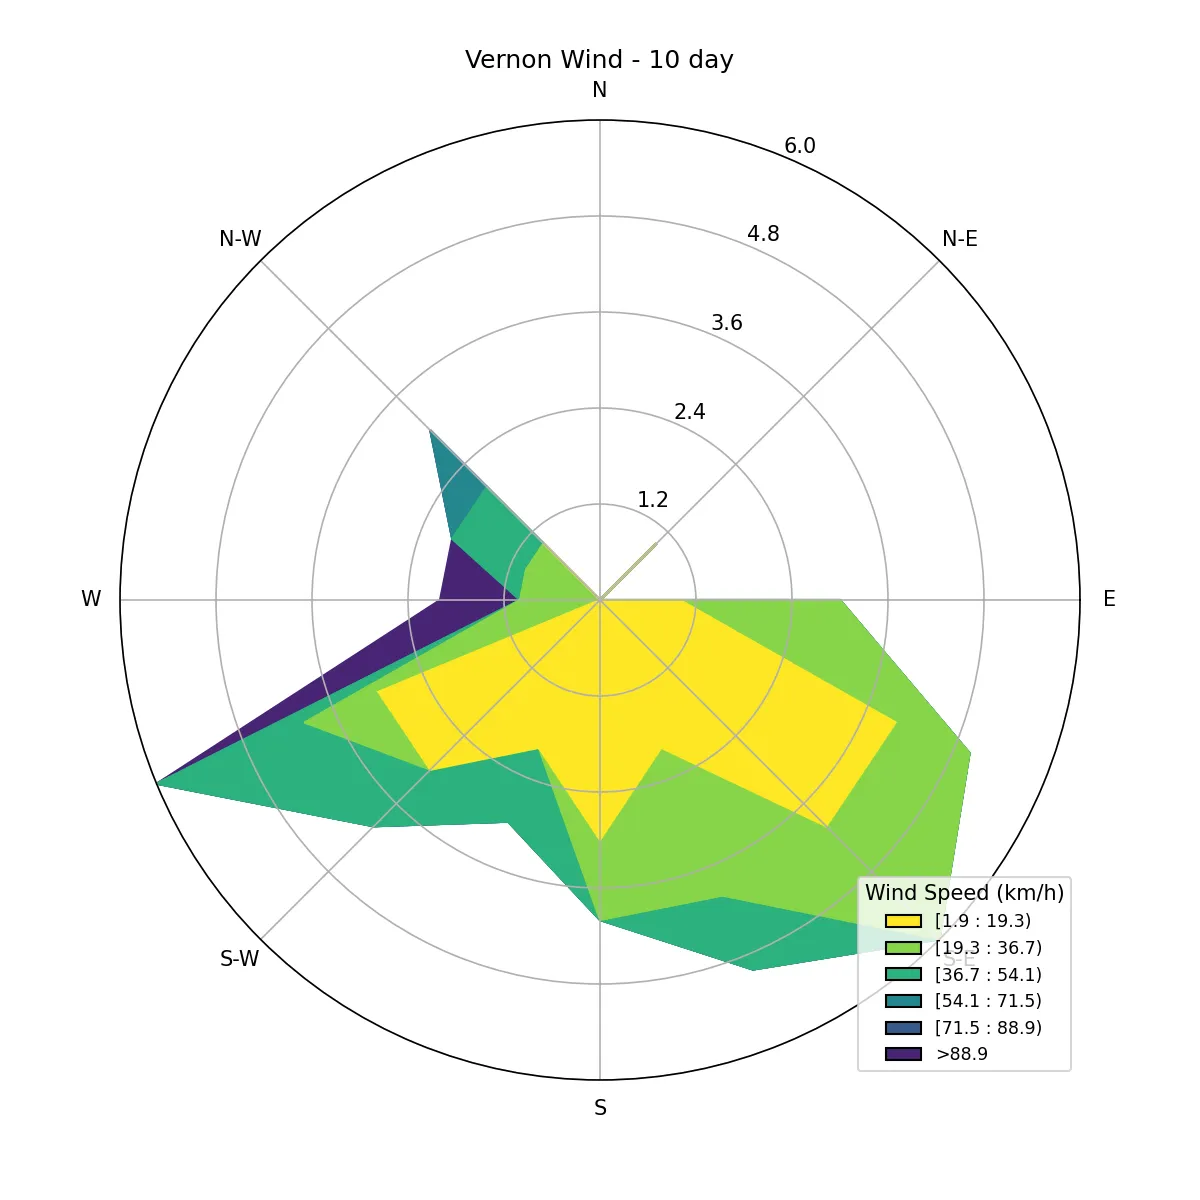 Vernon Wind - 10 day
N
6.0
4.8
N-W
N-E
3.6
2.4
1.2
W
E
Wind Speed (km/h)
[1.9 : 19.3)
[19.3 : 36.7)
S-W
S-E
[36.7 : 54.1)
[54.1 : 71.5)
[71.5 : 88.9)
>88.9
S